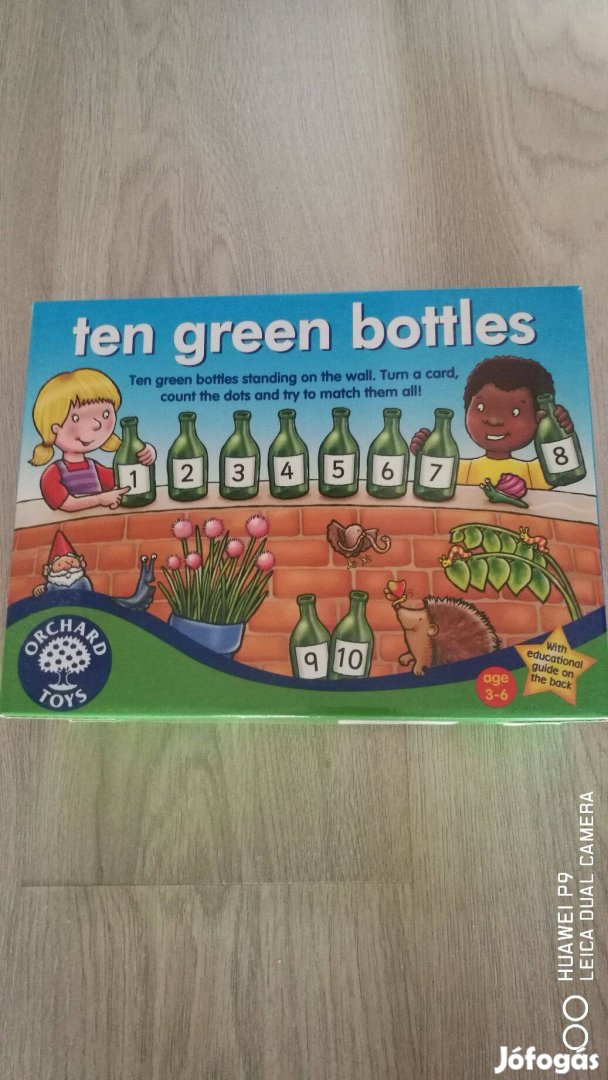 ten green bottles
Ten green bottles standing on the wall. Turn a card,
count the dots and try to match them all!
1 2 3 4 5 6 7 8
9 10
ORCHARD
TOYS
age
3-6
With
educational
guide on
the back
HUAWEI P9
LEICA DUAL CAMERA
Jófogás